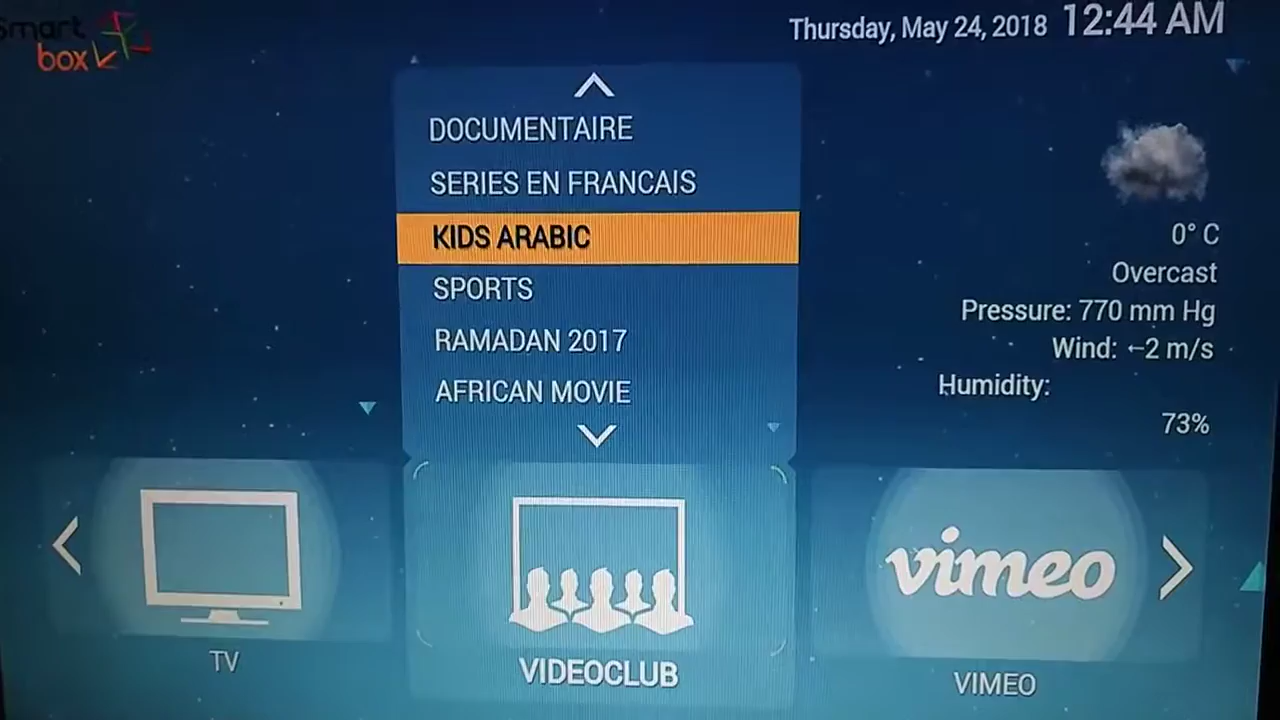 Smart
box
Thursday, May 24, 2018 12:44 AM
DOCUMENTAIRE
SERIES EN FRANCAIS
KIDS ARABIC
SPORTS
RAMADAN 2017
AFRICAN MOVIE
0° C
Overcast
Pressure: 770 mm Hg
Wind: ←2 m/s
Humidity:
73%
TV
VIDEOCLUB
vimeo
VIMEO